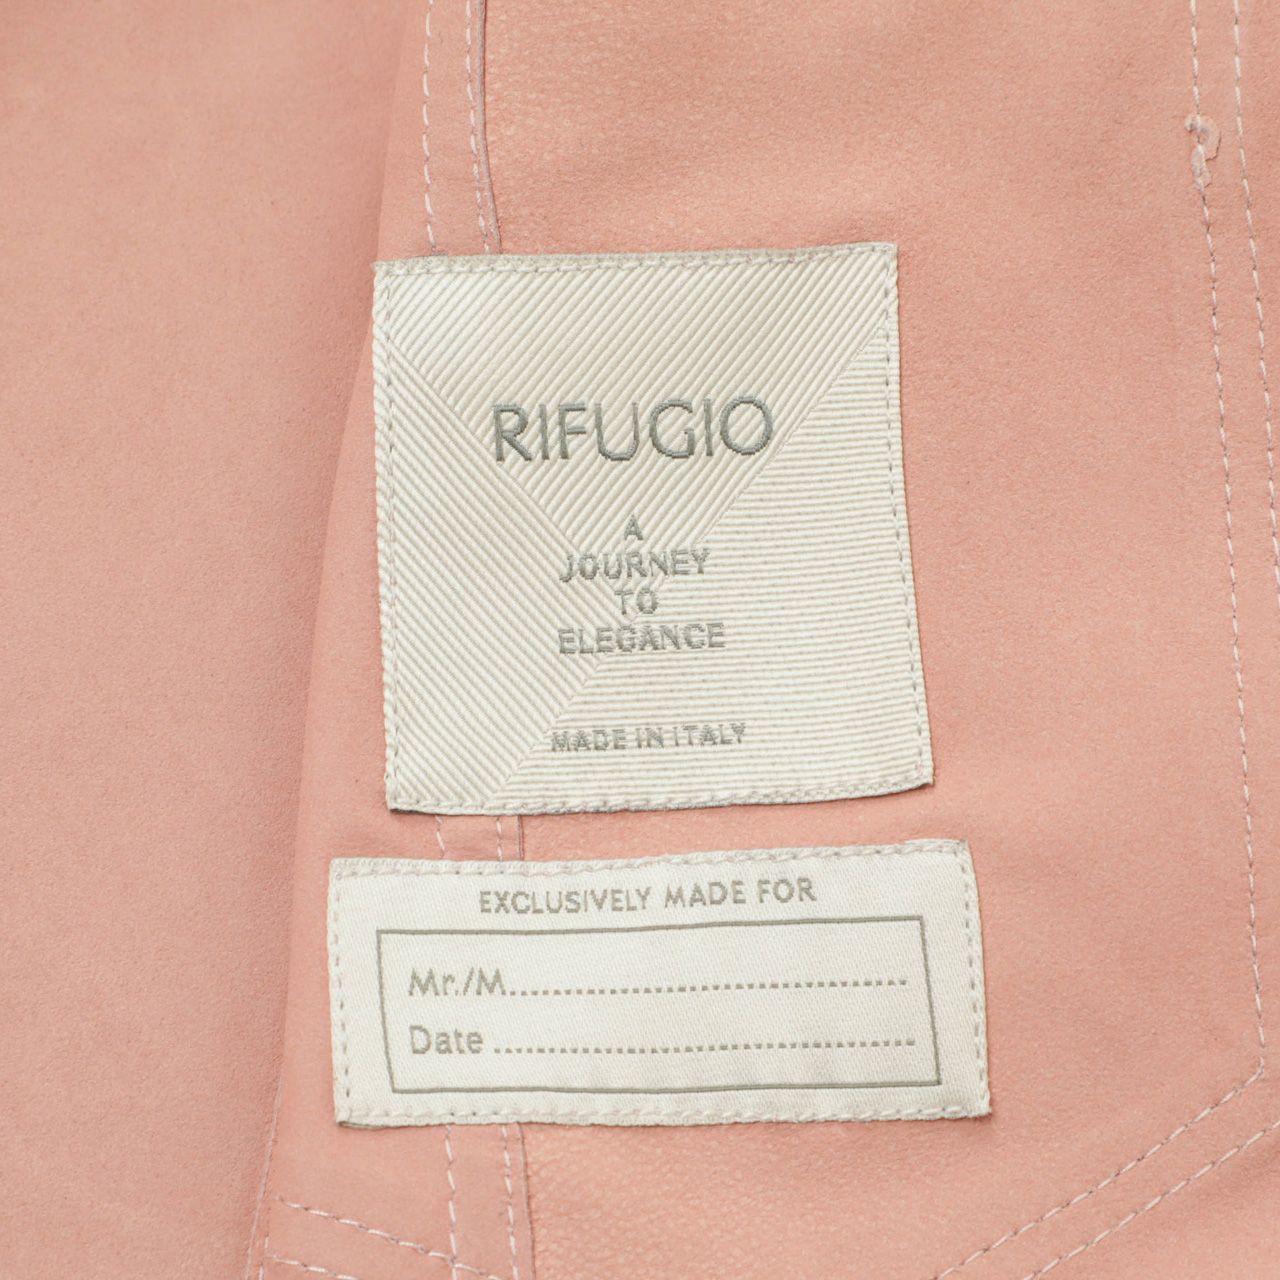 RIFUGIO
A
JOURNEY
TO
ELEGANCE
MADE IN ITALY
EXCLUSIVELY MADE FOR
Mr./M..........................................
Date ............................................